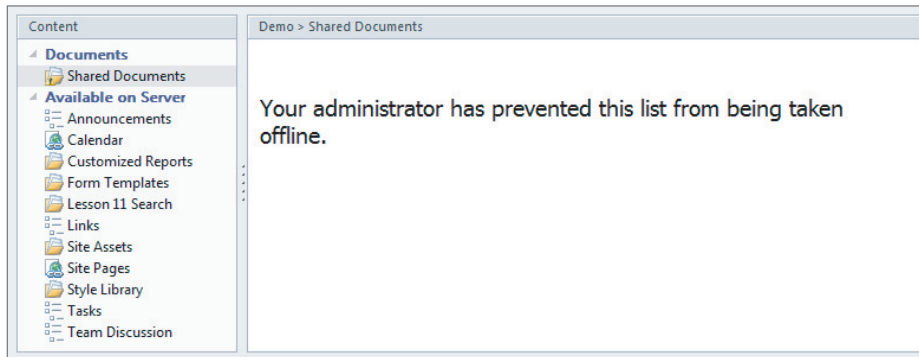 Content
Documents
Shared Documents
Available on Server
Announcements
Calendar
Customized Reports
Form Templates
Lesson 11 Search
Links
Site Assets
Site Pages
Style Library
Tasks
Team Discussion
Demo > Shared Documents
Your administrator has prevented this list from being taken
offline.